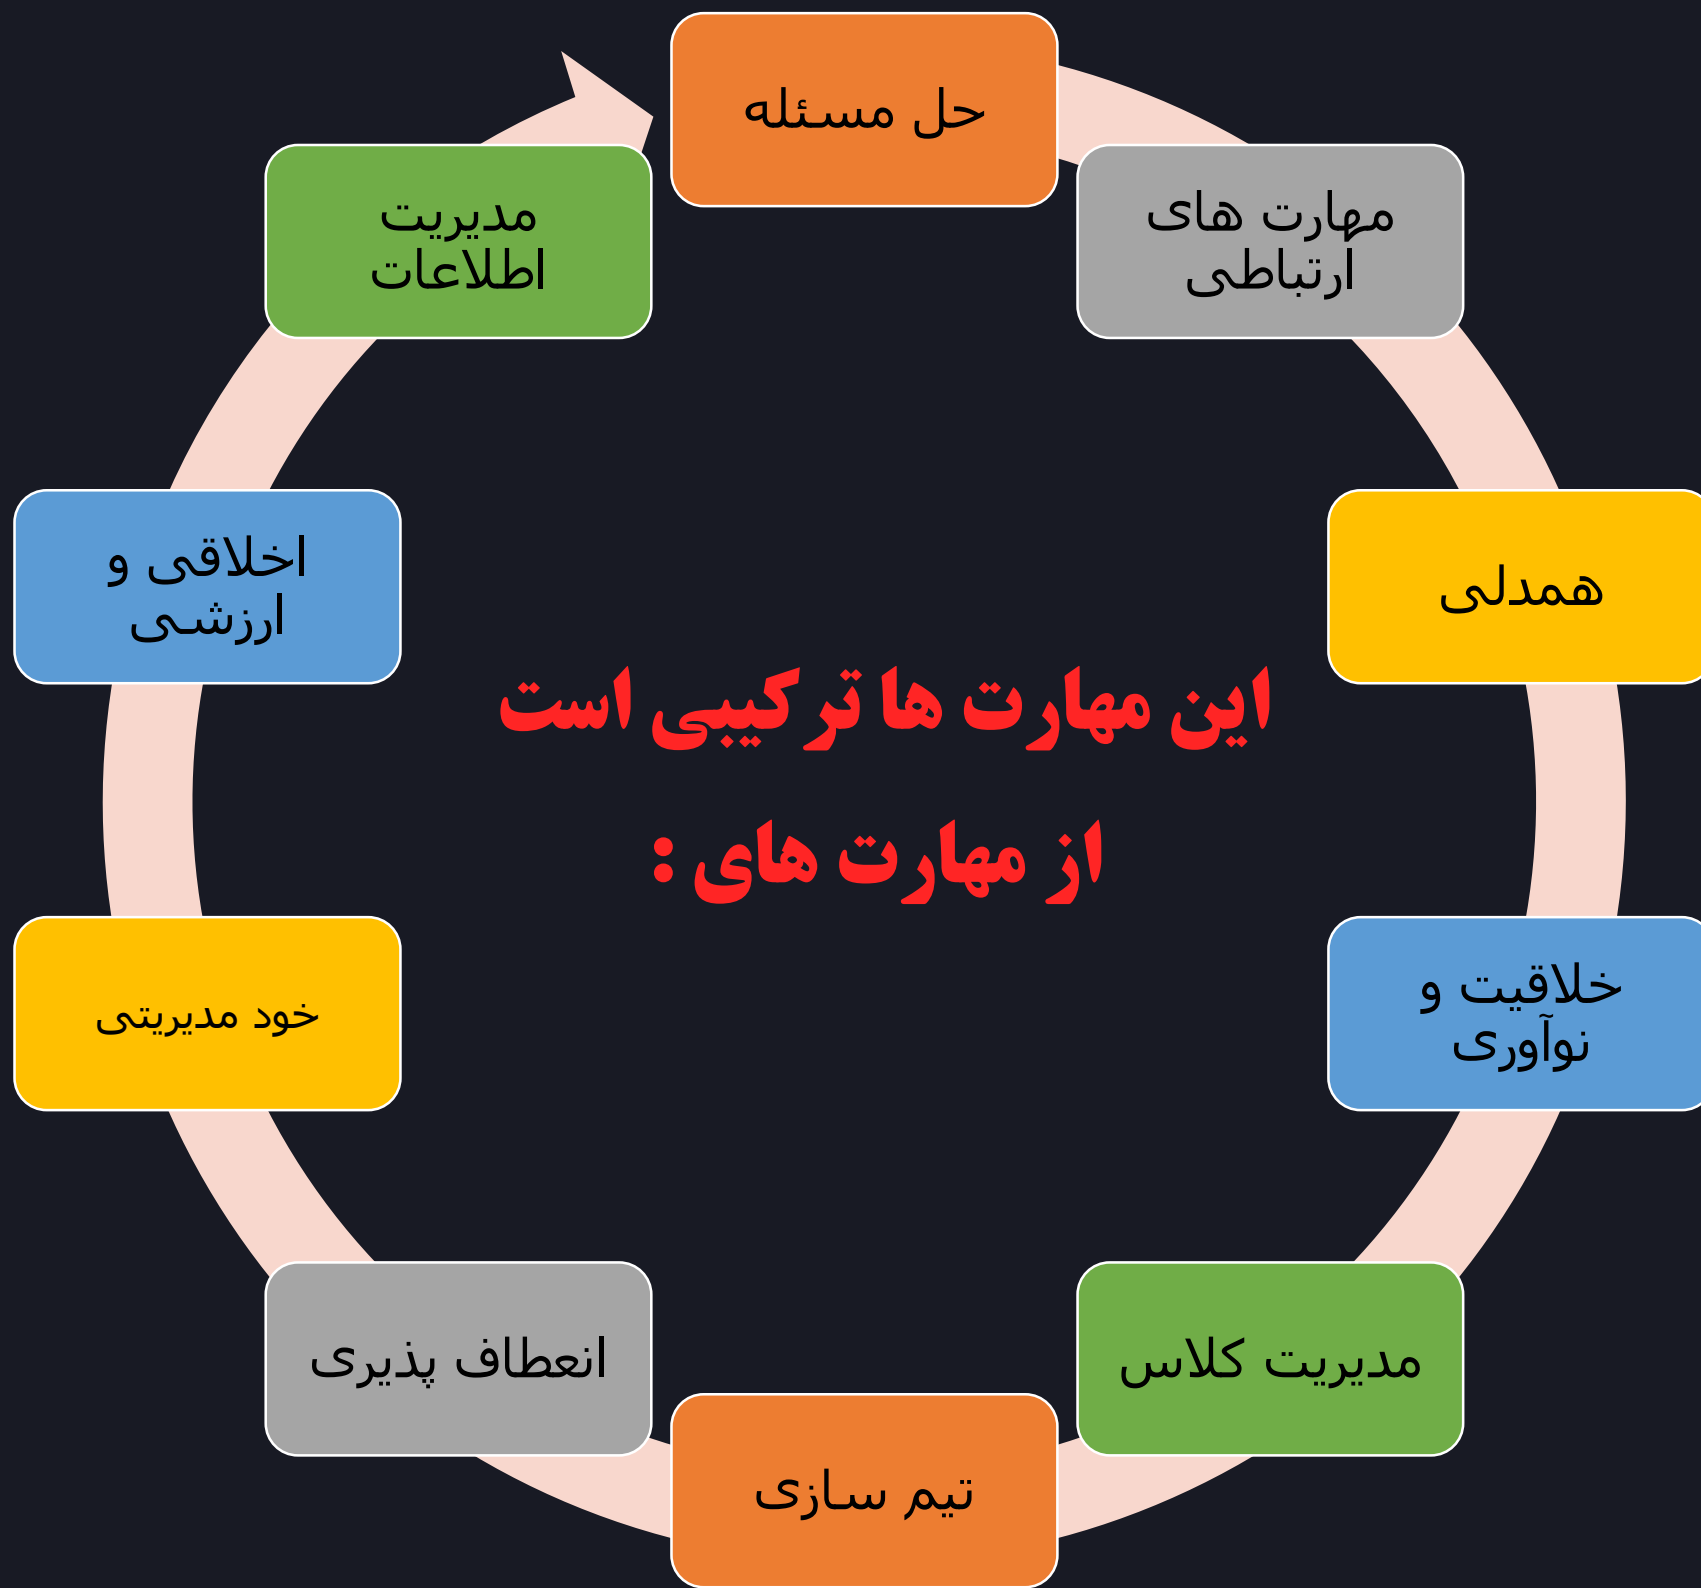 این مهارت ها ترکیبی است
از مهارت های :
حل مسئله
مهارت های
ارتباطی
همدلی
خلاقیت و
نوآوری
مدیریت کلاس
تیم سازی
انعطاف پذیری
خود مدیریتی
اخلاقی و
ارزشی
مدیریت
اطلاعات